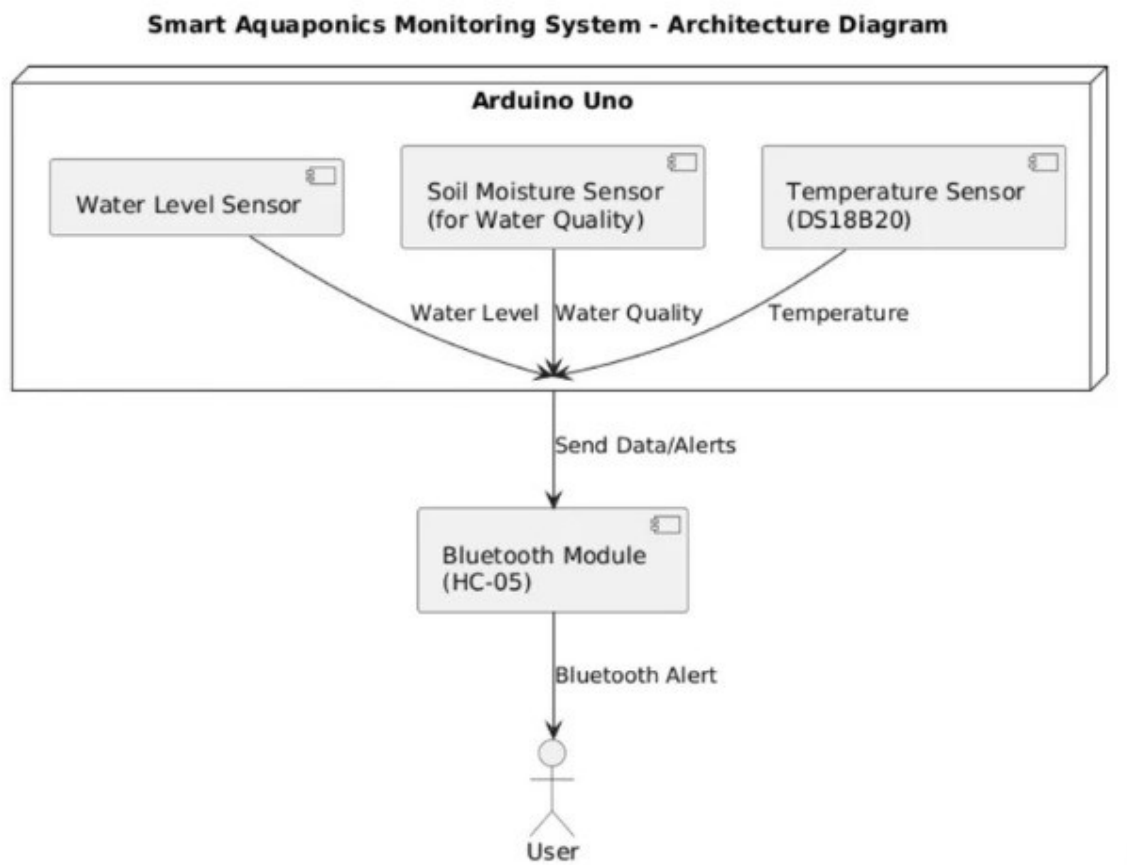 Smart Aquaponics Monitoring System - Architecture Diagram
Arduino Uno
Water Level Sensor
Soil Moisture Sensor
(for Water Quality)
Temperature Sensor
(DS18B20)
Water Level
Water Quality
Temperature
Send Data/Alerts
Bluetooth Module
(HC-05)
Bluetooth Alert
User